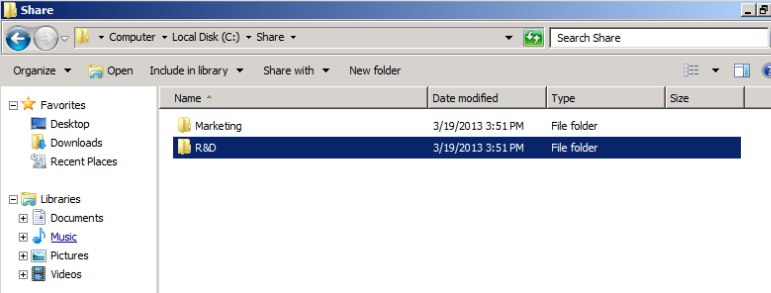 Share
Computer Local Disk (C:) Share Search Share
Organize Open Include in library Share with New folder
Name Date modified Type Size
Favorites
Desktop
Downloads
Recent Places
Libraries
Documents
Music
Pictures
Videos
Marketing 3/19/2013 3:51 PM File folder
R&D 3/19/2013 3:51 PM File folder